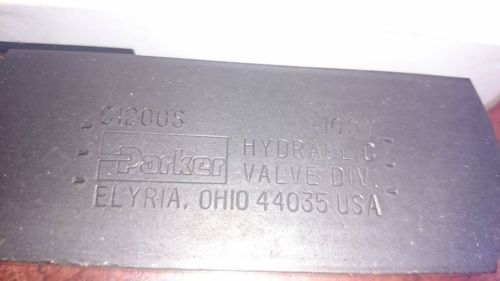 C1200S
Parker HYDRAULIC
VALVE DIV.
ELYRIA, OHIO 44035 USA